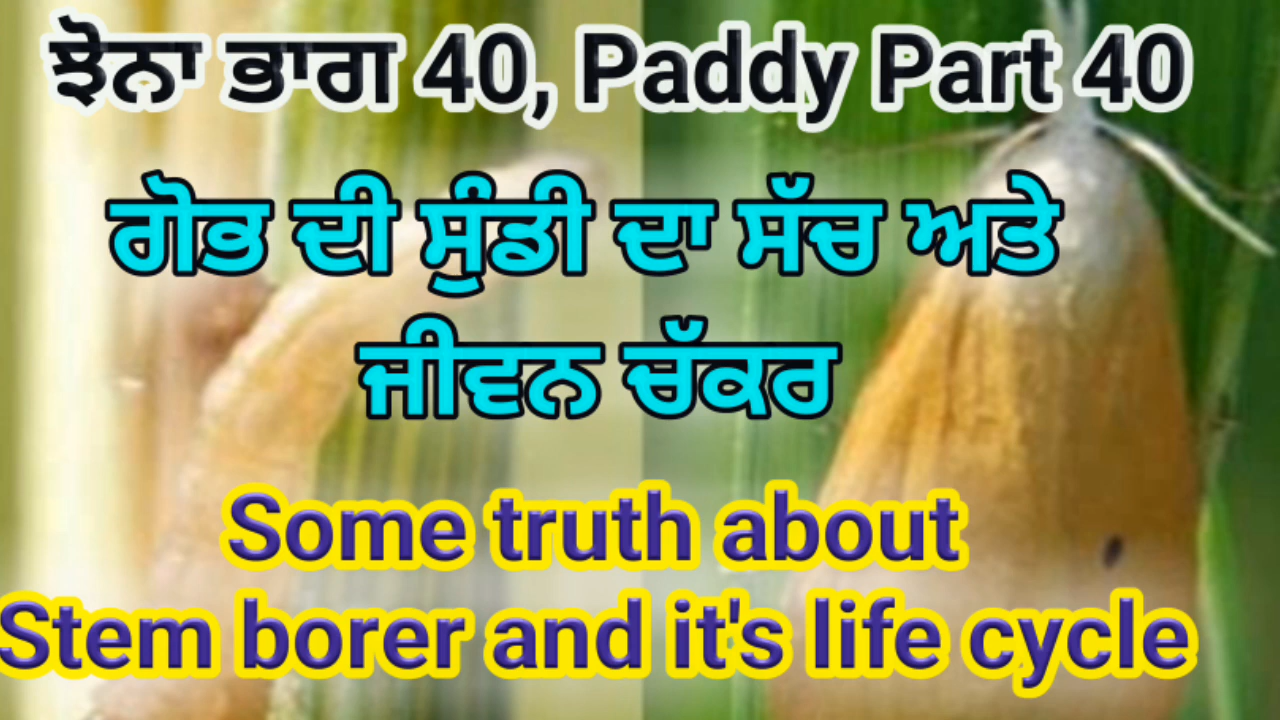 ਝੋਨਾ ਭਾਗ 40, Paddy Part 40
ਗੋਭ ਦੀ ਸੁੰਡੀ ਦਾ ਸੱਚ ਅਤੇ
ਜੀਵਨ ਚੱਕਰ
Some truth about
Stem borer and it's life cycle